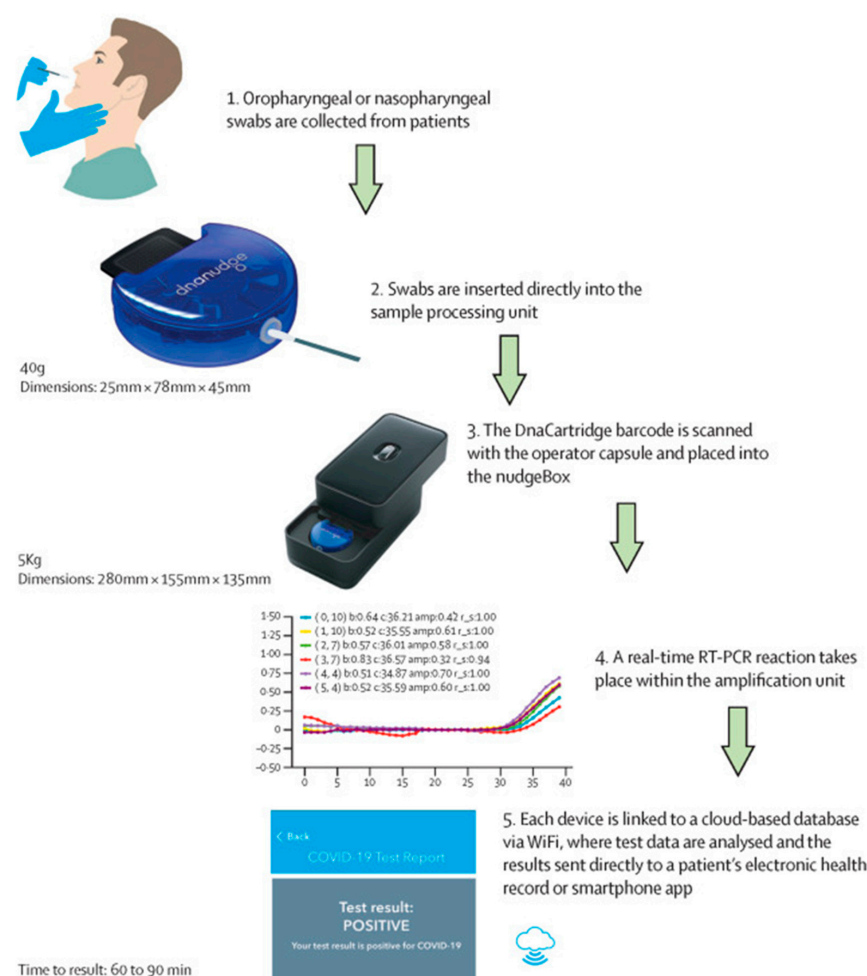 1. Oropharyngeal or nasopharyngeal
swabs are collected from patients
dnanudge
2. Swabs are inserted directly into the
sample processing unit
40g
Dimensions: 25mm × 78mm × 45mm
3. The DnaCartridge barcode is scanned
with the operator capsule and placed into
the nudgeBox
5Kg
Dimensions: 280mm × 155mm × 135mm
1·50
1·25
1·00
0·75
0·50
0·25
0
−0·25
−0·50
( 0, 10) b:0.64 c:36.21 amp:0.42 r_s:1.00
( 1, 10) b:0.52 c:35.55 amp:0.61 r_s:1.00
( 2, 7) b:0.57 c:36.01 amp:0.58 r_s:1.00
( 3, 7) b:0.83 c:36.57 amp:0.32 r_s:0.94
( 4, 4) b:0.51 c:34.87 amp:0.70 r_s:1.00
( 5, 4) b:0.52 c:35.59 amp:0.60 r_s:1.00
0 5 10 15 20 25 30 35 40
4. A real-time RT-PCR reaction takes
place within the amplification unit
5. Each device is linked to a cloud-based database
via WiFi, where test data are analysed and the
results sent directly to a patient's electronic health
record or smartphone app
< Back
COVID-19 Test Report
Test result:
POSITIVE
Your test result is positive for COVID-19
Time to result: 60 to 90 min